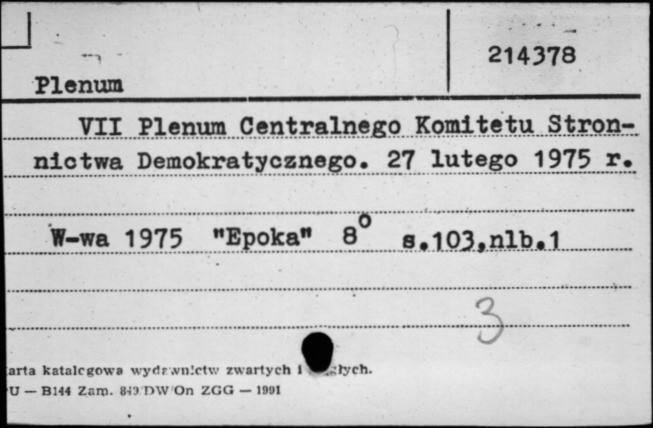 214378
Plenum
VII Plenum Centralnego Komitetu Stron-
nictwa Demokratycznego. 27 lutego 1975 r.
W-wa 1975 "Epoka" 8° s.103,nlb.1
3
arta katalogowa wydawnictw zwartych i
U — B144 Zam. 849/DW/On ZGG — 1991